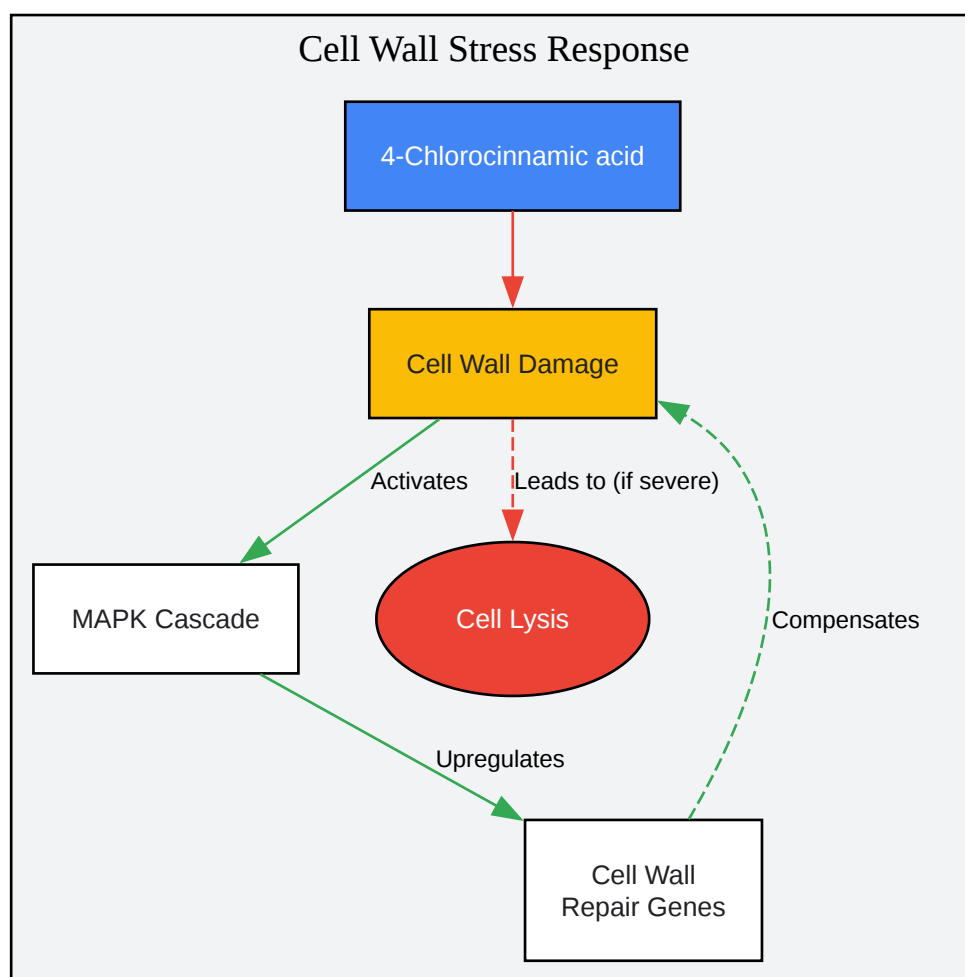 Cell Wall Stress Response
4-Chlorocinnamic acid
Cell Wall Damage
Activates
Leads to (if severe)
MAPK Cascade
Cell Lysis
Compensates
Upregulates
Cell Wall
Repair Genes